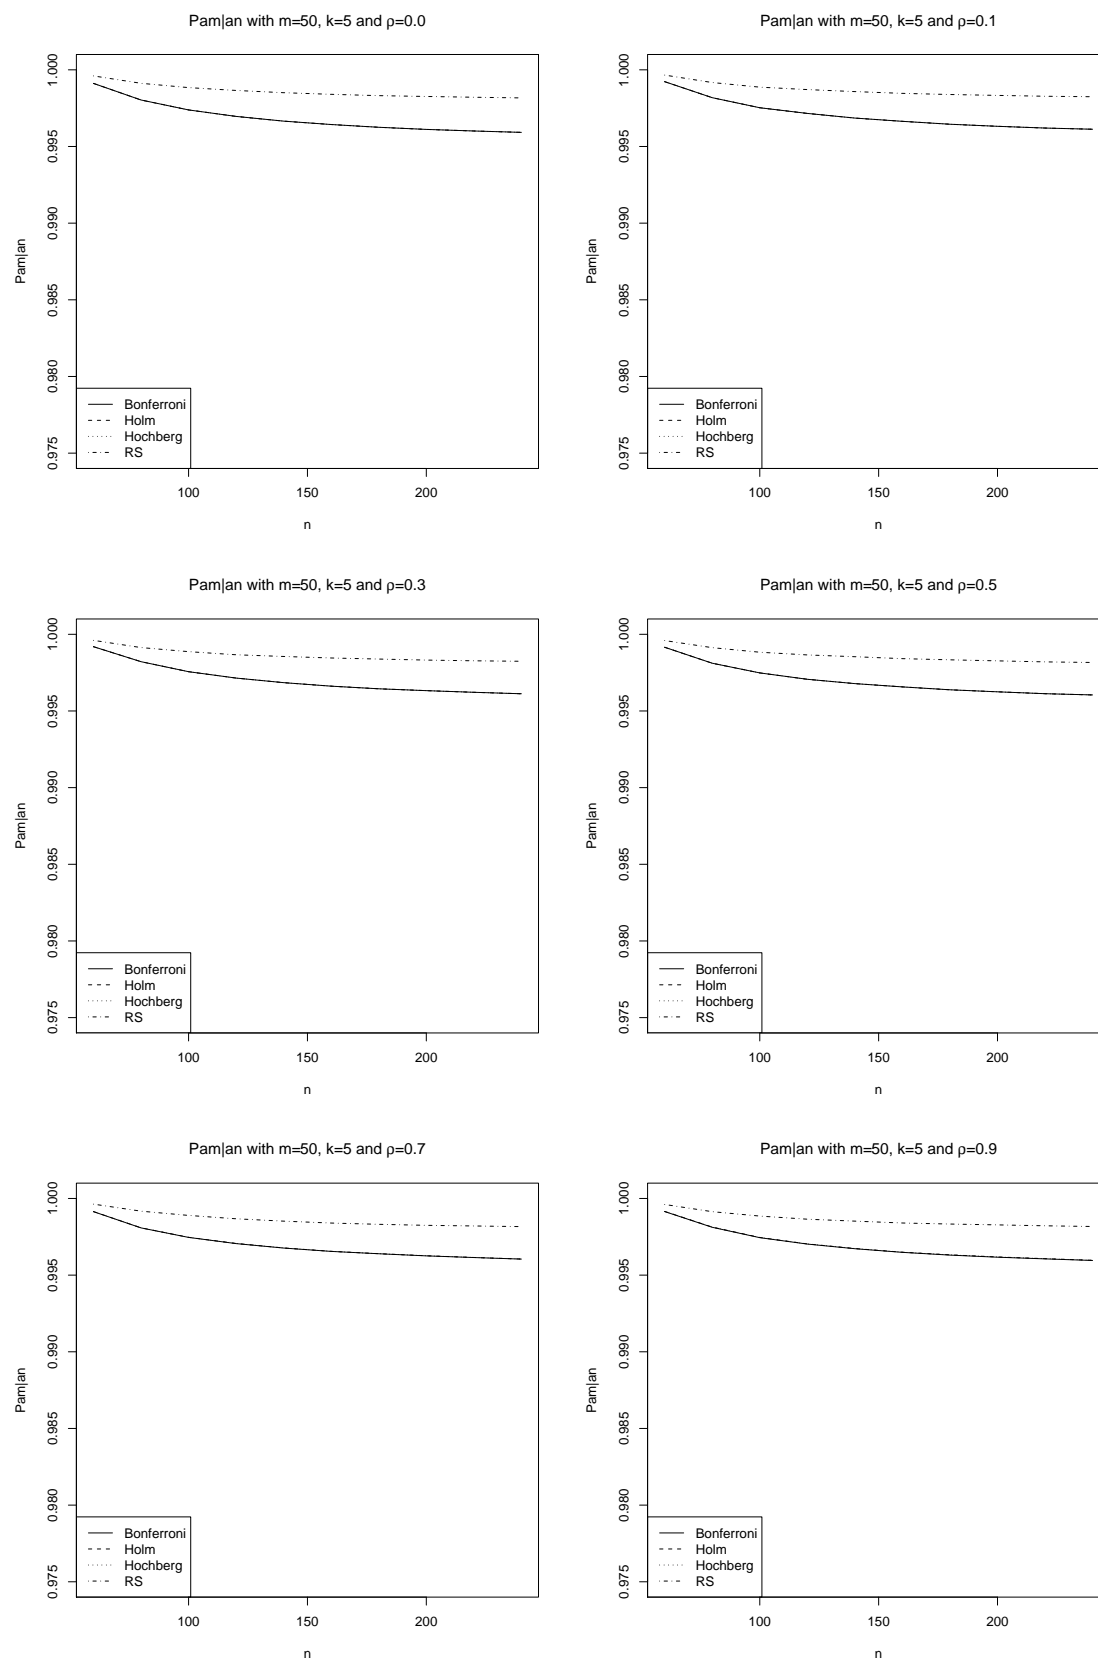 Pam|an with m=50, k=5 and ρ=0.0
Pam|an
1.000
0.995
0.990
0.985
0.980
0.975
Bonferroni
Holm
Hochberg
RS
100 150 200
n
Pam|an with m=50, k=5 and ρ=0.1
Pam|an
1.000
0.995
0.990
0.985
0.980
0.975
Bonferroni
Holm
Hochberg
RS
100 150 200
n
Pam|an with m=50, k=5 and ρ=0.3
Pam|an
1.000
0.995
0.990
0.985
0.980
0.975
Bonferroni
Holm
Hochberg
RS
100 150 200
n
Pam|an with m=50, k=5 and ρ=0.5
Pam|an
1.000
0.995
0.990
0.985
0.980
0.975
Bonferroni
Holm
Hochberg
RS
100 150 200
n
Pam|an with m=50, k=5 and ρ=0.7
Pam|an
1.000
0.995
0.990
0.985
0.980
0.975
Bonferroni
Holm
Hochberg
RS
100 150 200
n
Pam|an with m=50, k=5 and ρ=0.9
Pam|an
1.000
0.995
0.990
0.985
0.980
0.975
Bonferroni
Holm
Hochberg
RS
100 150 200
n